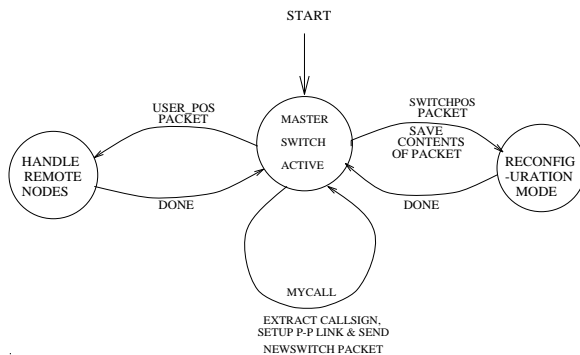 START
USER_POS
PACKET
MASTER
SWITCH
ACTIVE
SWITCHPOS
PACKET
SAVE
CONTENTS
OF PACKET
HANDLE
REMOTE
NODES
RECONFIG
-URATION
MODE
DONE
DONE
MYCALL
EXTRACT CALLSIGN,
SETUP P-P LINK & SEND
NEWSWITCH PACKET